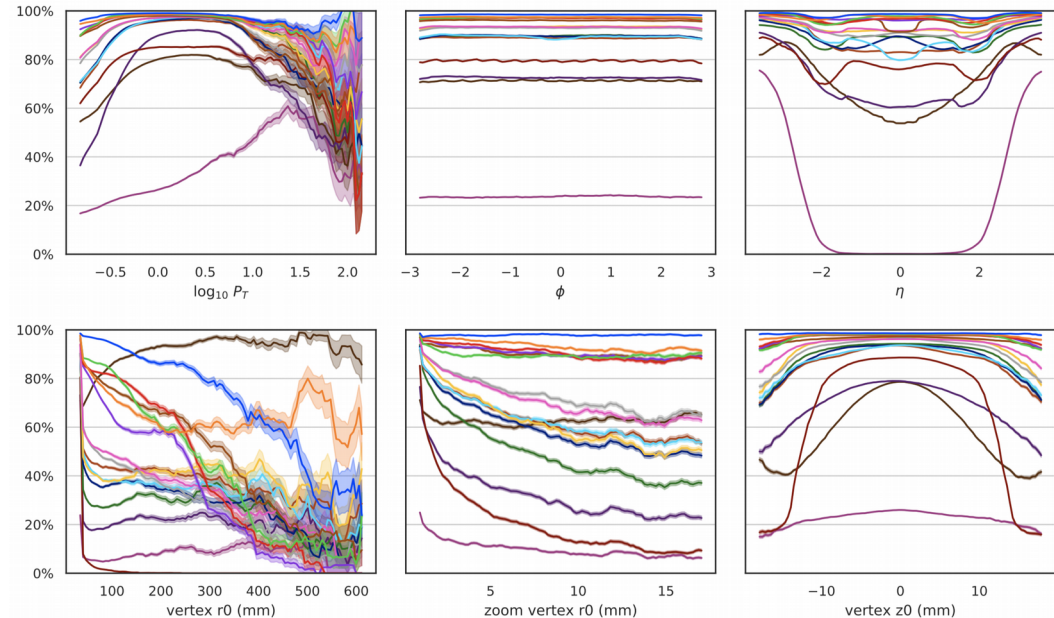 100%
80%
60%
40%
20%
0%
−0.5 0.0 0.5 1.0 1.5 2.0
log10 PT
−3 −2 −1 0 1 2 3
ϕ
−2 0 2
η
100%
80%
60%
40%
20%
0%
100 200 300 400 500 600
vertex r0 (mm)
5 10 15
zoom vertex r0 (mm)
−10 0 10
vertex z0 (mm)